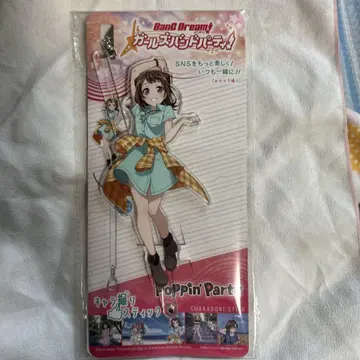 BanG Dream!
ガールズバンドパーティ!
SNSをもっと楽しく!
いつも一緒に!!
キャラ撮り
スティック
Poppin'Party
CHARADORI STICK